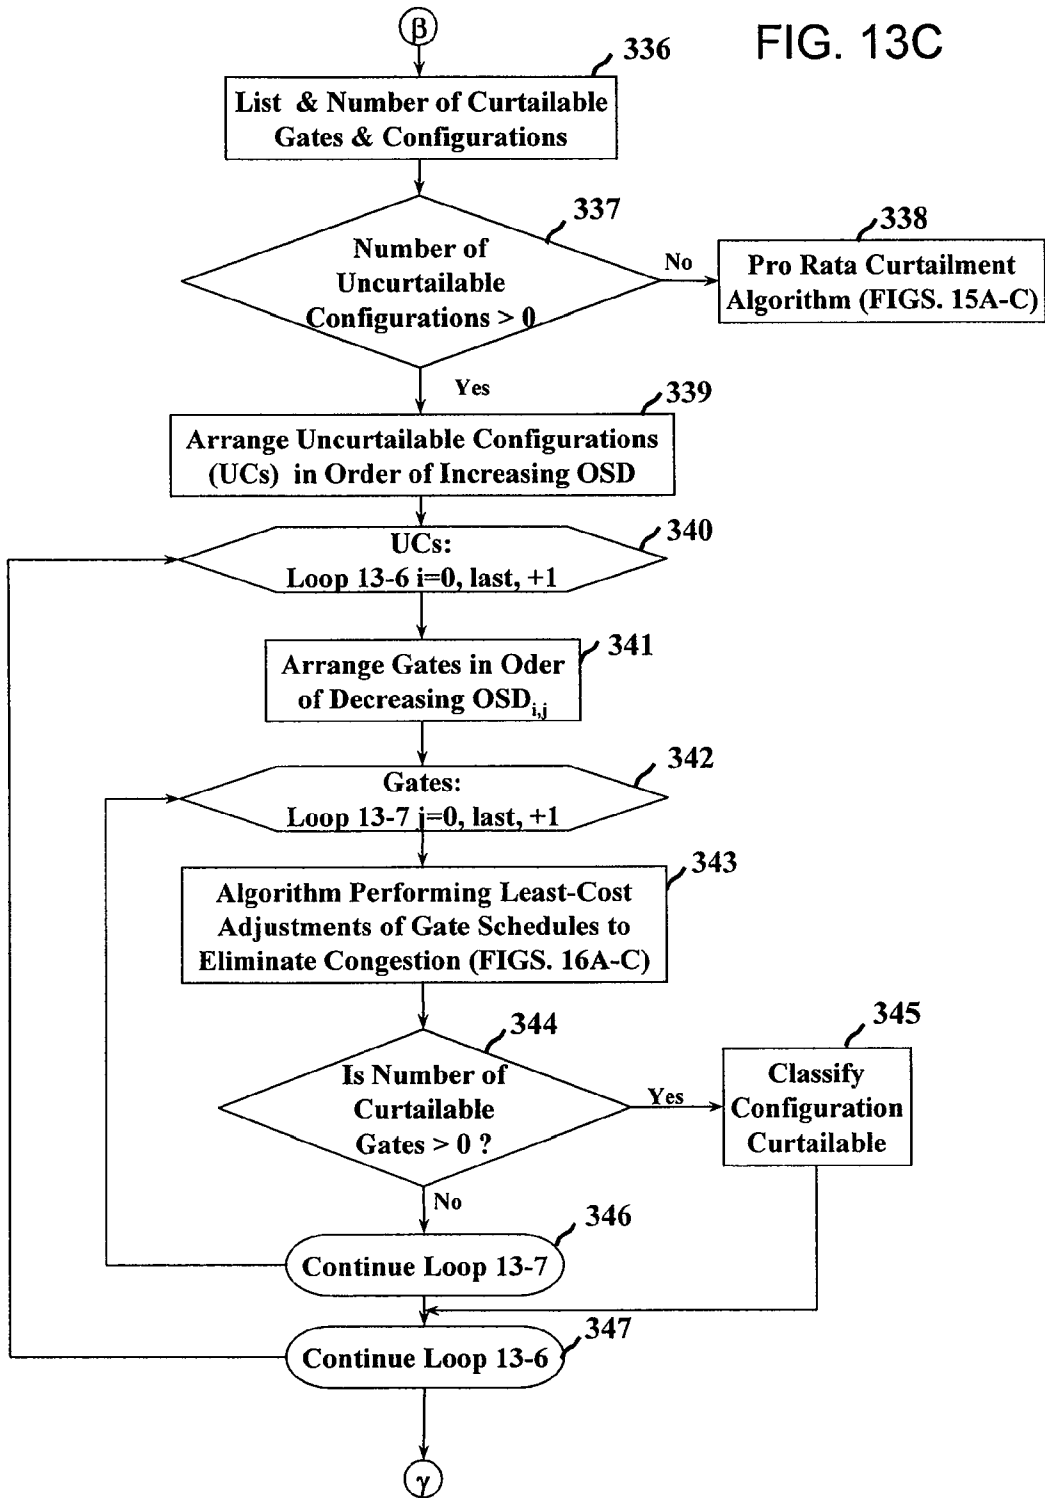 β
FIG. 13C
336
List & Number of Curtailable
Gates & Configurations
337
Number of
Uncurtailable
Configurations > 0
No
338
Pro Rata Curtailment
Algorithm (FIGS. 15A-C)
Yes
339
Arrange Uncurtailable Configurations
(UCs) in Order of Increasing OSD
340
UCs:
Loop 13-6 i=0, last, +1
341
Arrange Gates in Oder
of Decreasing OSDi,j
342
Gates:
Loop 13-7 j=0, last, +1
343
Algorithm Performing Least-Cost
Adjustments of Gate Schedules to
Eliminate Congestion (FIGS. 16A-C)
344
Is Number of
Curtailable
Gates > 0 ?
Yes
345
Classify
Configuration
Curtailable
No
346
Continue Loop 13-7
347
Continue Loop 13-6
γ